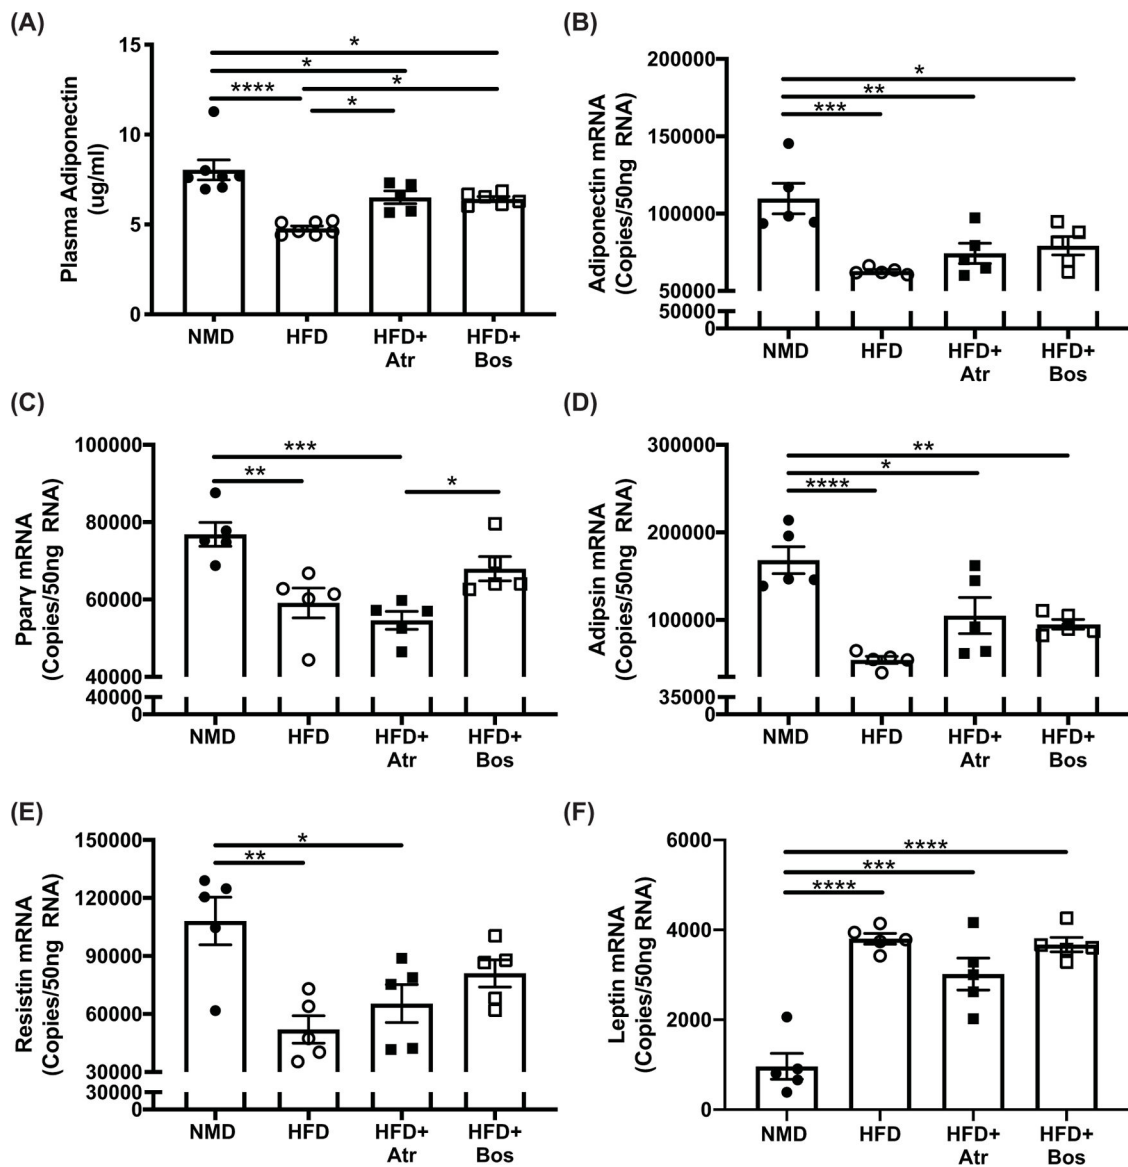 (A)
Plasma Adiponectin
(ug/ml)
15
10
5
0
*
*
****
*
*
NMD
HFD
HFD+
Atr
HFD+
Bos
(B)
Adiponectin mRNA
(Copies/50ng RNA)
200000
150000
100000
50000
50000
0
*
**
***
NMD
HFD
HFD+
Atr
HFD+
Bos
(C)
Pparγ mRNA
(Copies/50ng RNA)
100000
80000
60000
40000
40000
0
***
**
*
NMD
HFD
HFD+
Atr
HFD+
Bos
(D)
Adipsin mRNA
(Copies/50ng RNA)
300000
200000
100000
35000
0
**
*
****
NMD
HFD
HFD+
Atr
HFD+
Bos
(E)
Resistin mRNA
(Copies/50ng RNA)
150000
120000
90000
60000
30000
30000
0
*
**
NMD
HFD
HFD+
Atr
HFD+
Bos
(F)
Leptin mRNA
(Copies/50ng RNA)
6000
4000
2000
0
****
***
****
NMD
HFD
HFD+
Atr
HFD+
Bos